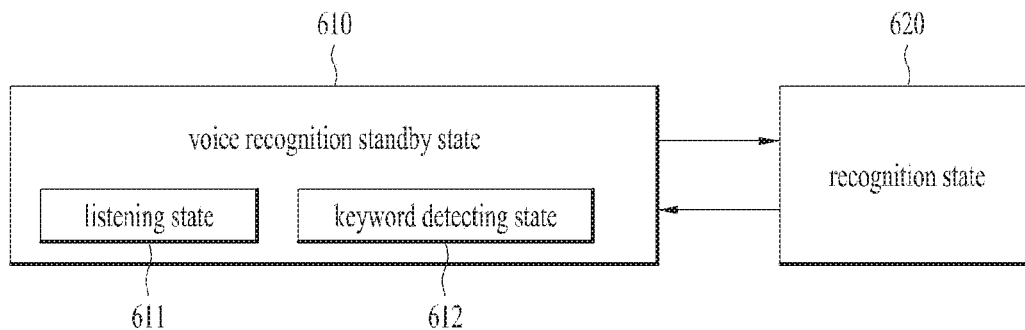 610
620
voice recognition standby state
recognition state
listening state
keyword detecting state
611
612